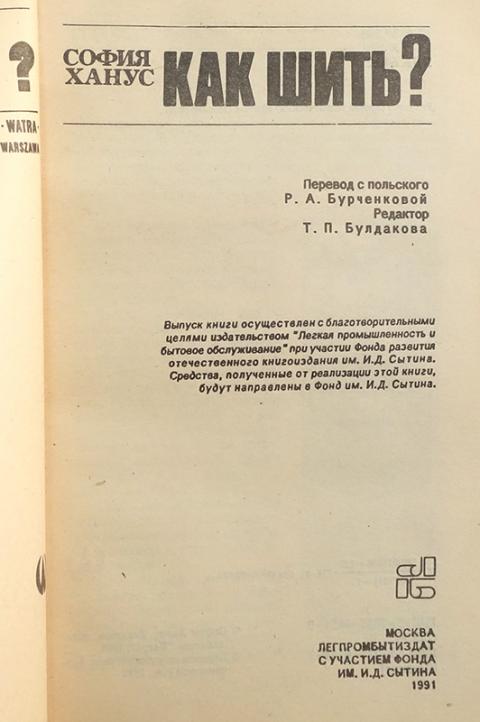 ?
·WATRA·
WARSZAWA
СОФИЯ
ХАНУС
КАК ШИТЬ?
Перевод с польского
Р. А. Бурченковой
Редактор
Т. П. Булдакова
Выпуск книги осуществлен с благотворительными
целями издательством "Легкая промышленность и
бытовое обслуживание" при участии Фонда развития
отечественного книгоиздания им. И.Д. Сытина.
Средства, полученные от реализации этой книги,
будут направлены в Фонд им. И.Д. Сытина.
МОСКВА
ЛЕГПРОМБЫТИЗДАТ
С УЧАСТИЕМ ФОНДА
ИМ. И.Д. СЫТИНА
1991